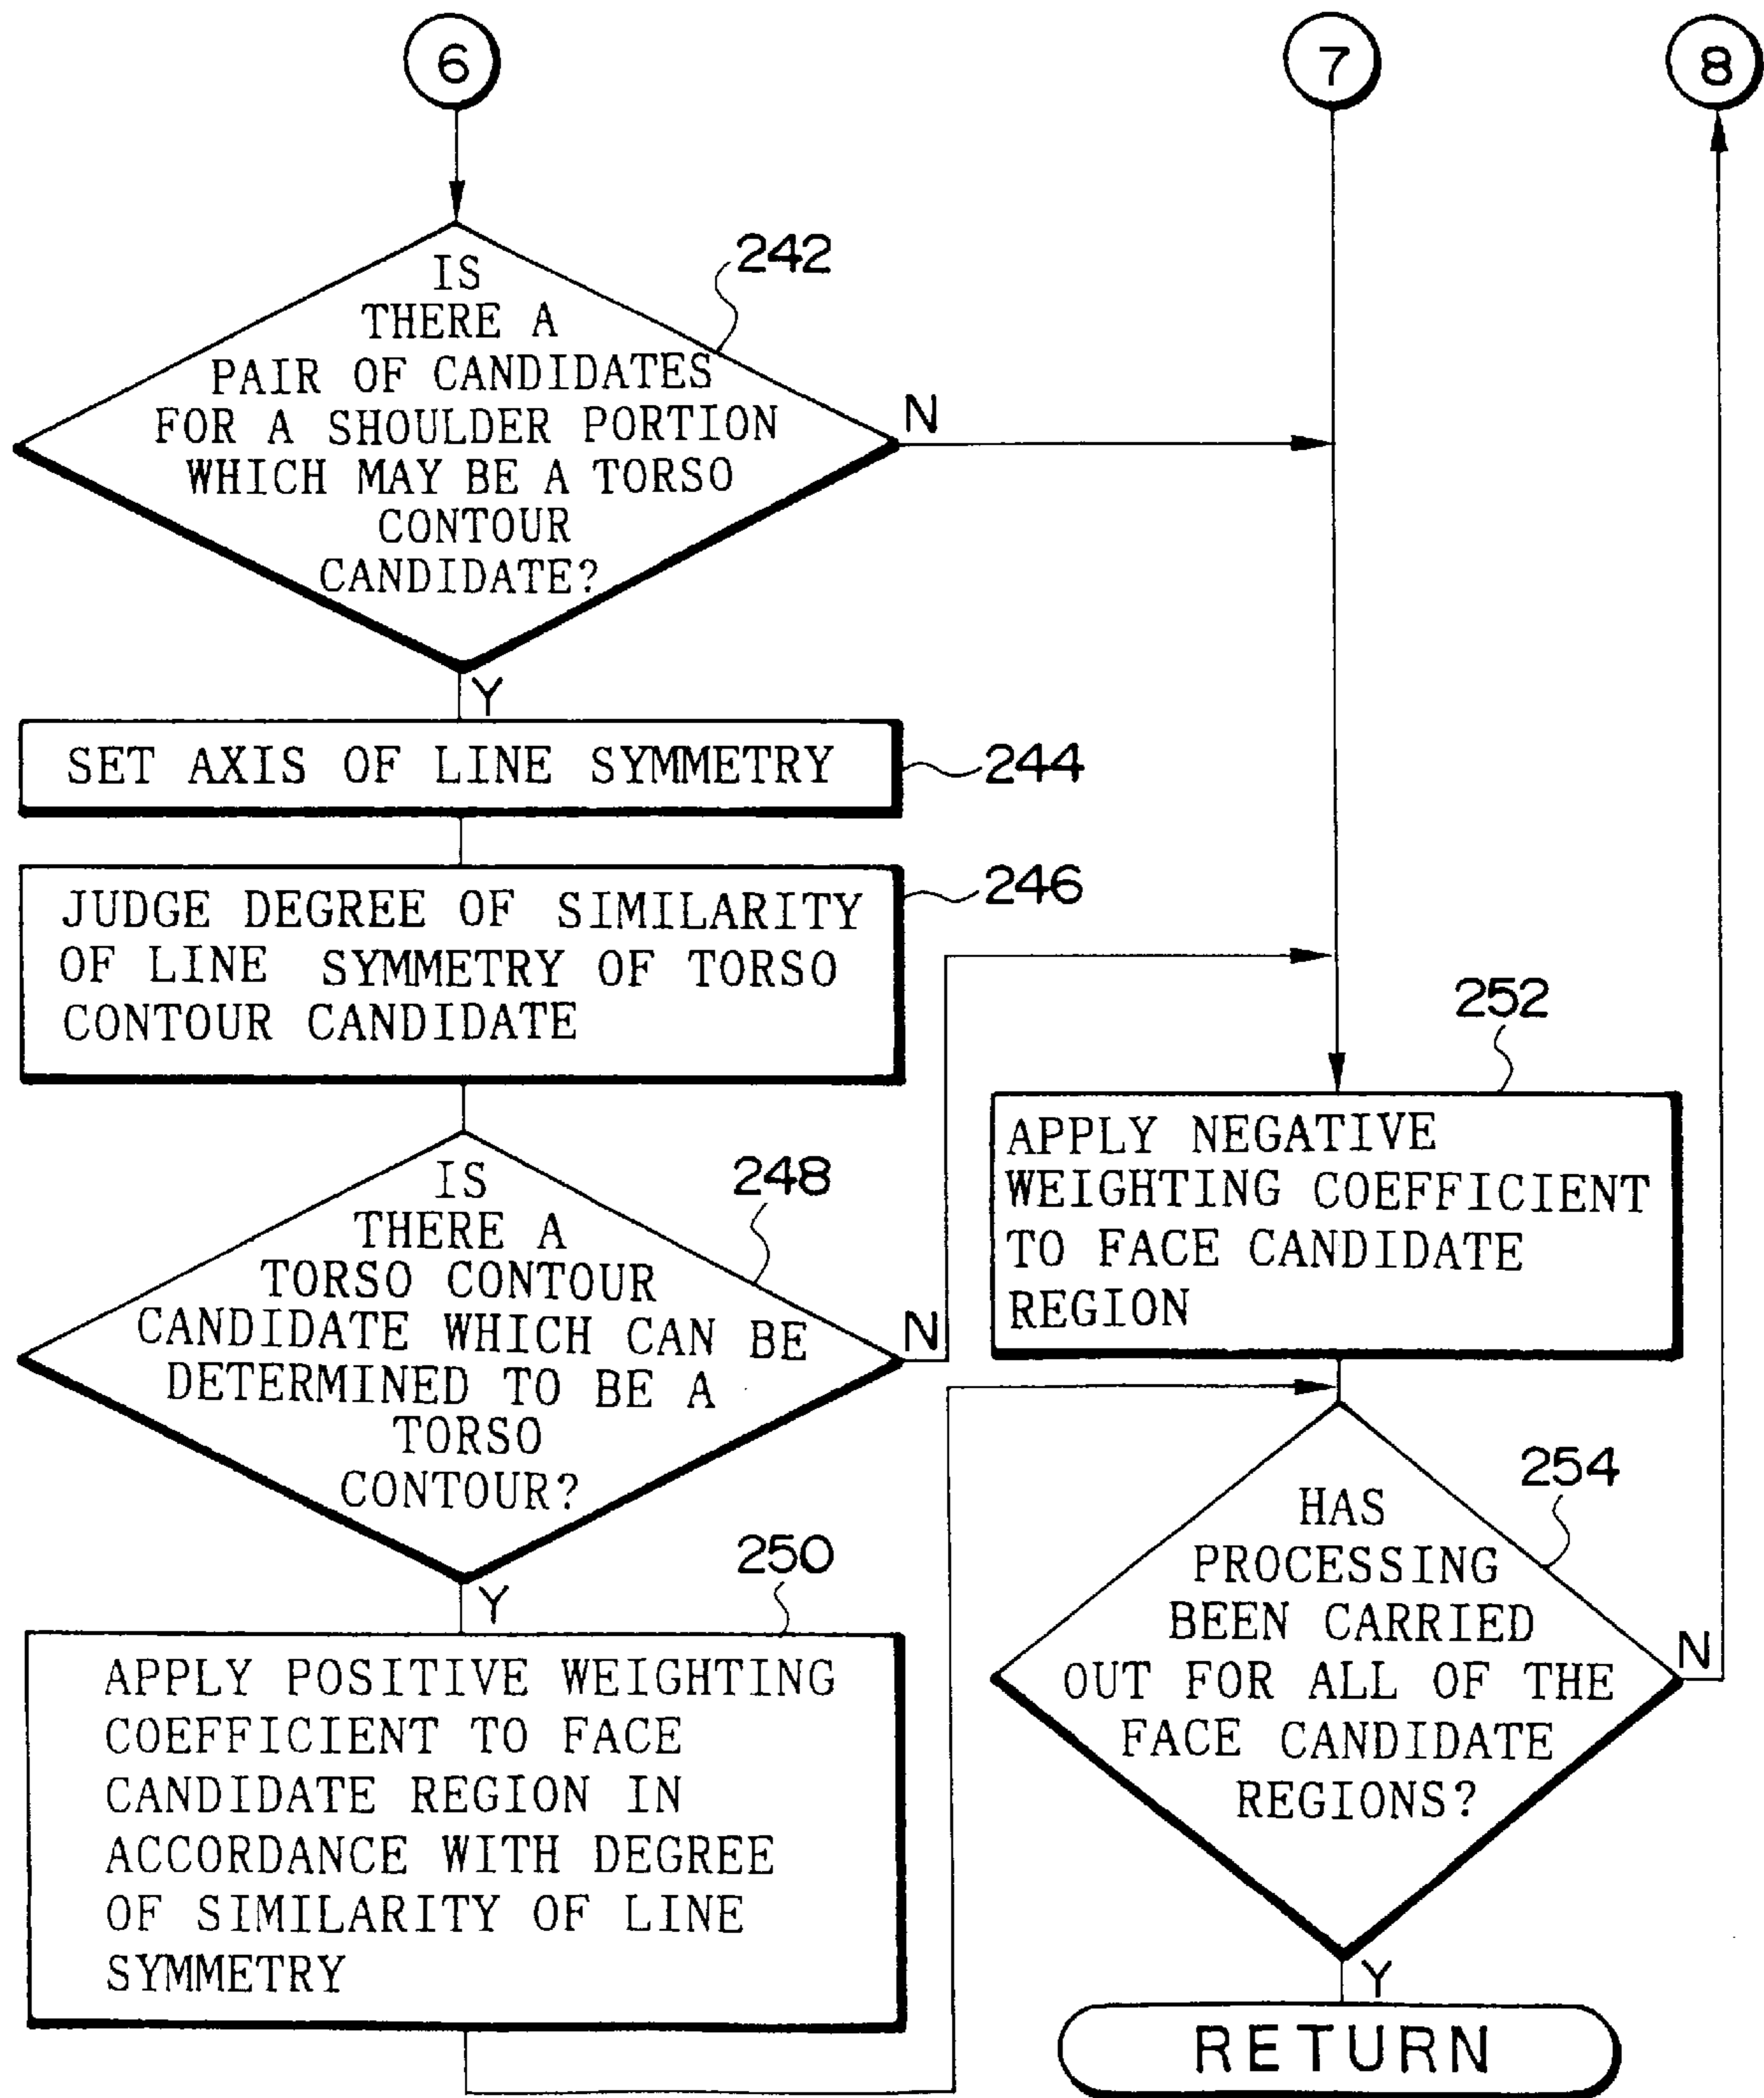 6
7
8
242
IS
THERE A
PAIR OF CANDIDATES
FOR A SHOULDER PORTION
WHICH MAY BE A TORSO
CONTOUR
CANDIDATE?
N
Y
SET AXIS OF LINE SYMMETRY
244
JUDGE DEGREE OF SIMILARITY
OF LINE SYMMETRY OF TORSO
CONTOUR CANDIDATE
246
248
IS
THERE A
TORSO CONTOUR
CANDIDATE WHICH CAN BE
DETERMINED TO BE A
TORSO
CONTOUR?
N
Y
250
APPLY POSITIVE WEIGHTING
COEFFICIENT TO FACE
CANDIDATE REGION IN
ACCORDANCE WITH DEGREE
OF SIMILARITY OF LINE
SYMMETRY
252
APPLY NEGATIVE
WEIGHTING COEFFICIENT
TO FACE CANDIDATE
REGION
254
HAS
PROCESSING
BEEN CARRIED
OUT FOR ALL OF THE
FACE CANDIDATE
REGIONS?
N
Y
RETURN